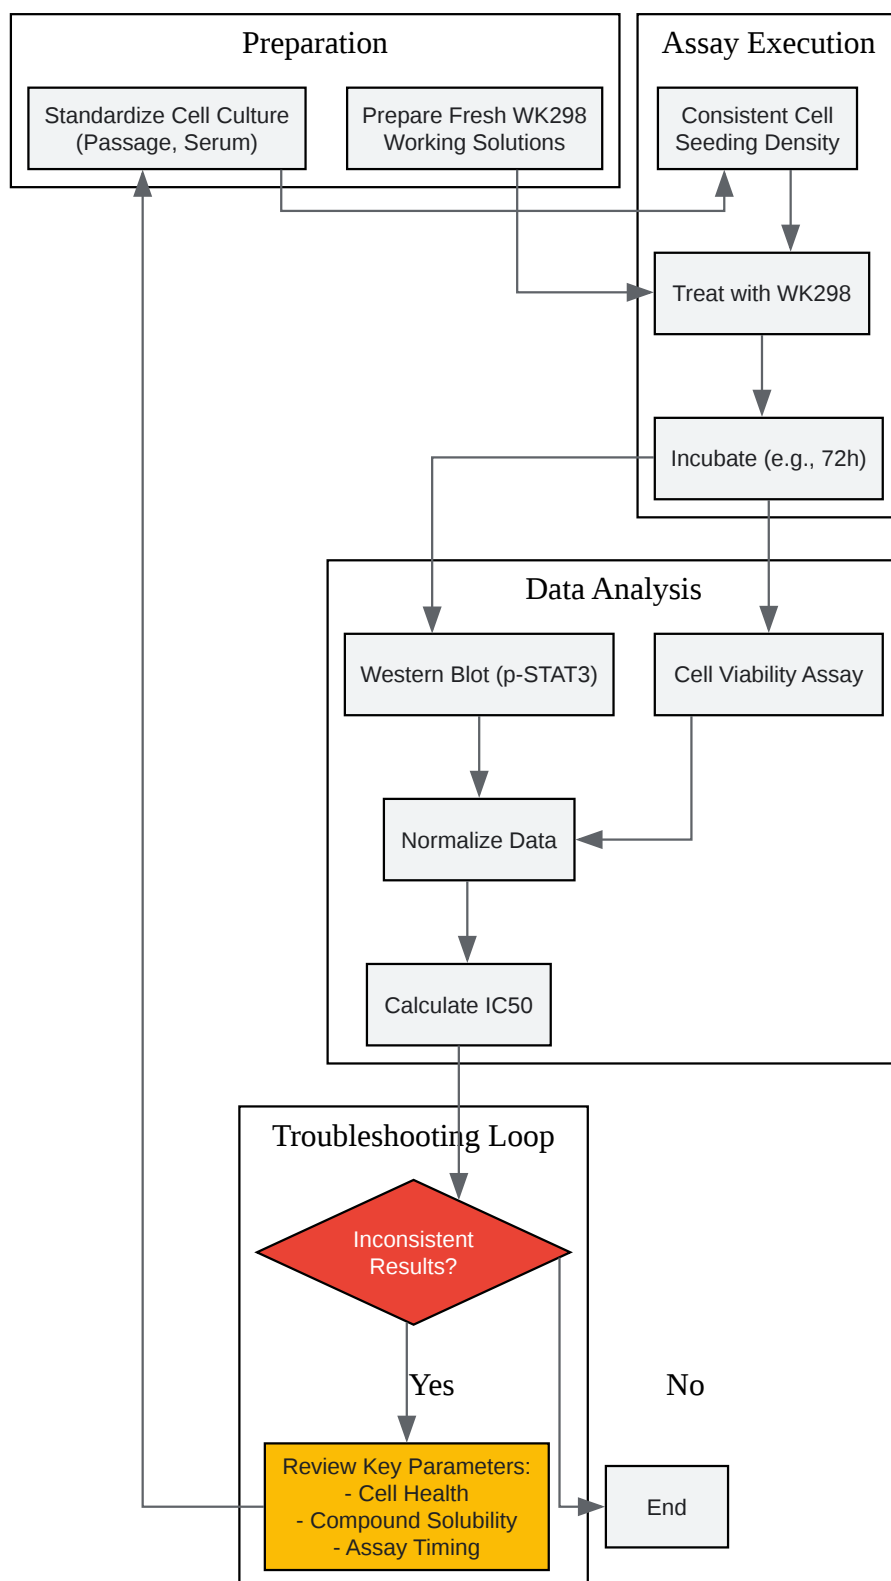 Preparation
Standardize Cell Culture
(Passage, Serum)
Prepare Fresh WK298
Working Solutions
Assay Execution
Consistent Cell
Seeding Density
Treat with WK298
Incubate (e.g., 72h)
Data Analysis
Western Blot (p-STAT3)
Cell Viability Assay
Normalize Data
Calculate IC50
Troubleshooting Loop
Inconsistent
Results?
Yes
No
Review Key Parameters:
- Cell Health
- Compound Solubility
- Assay Timing
End